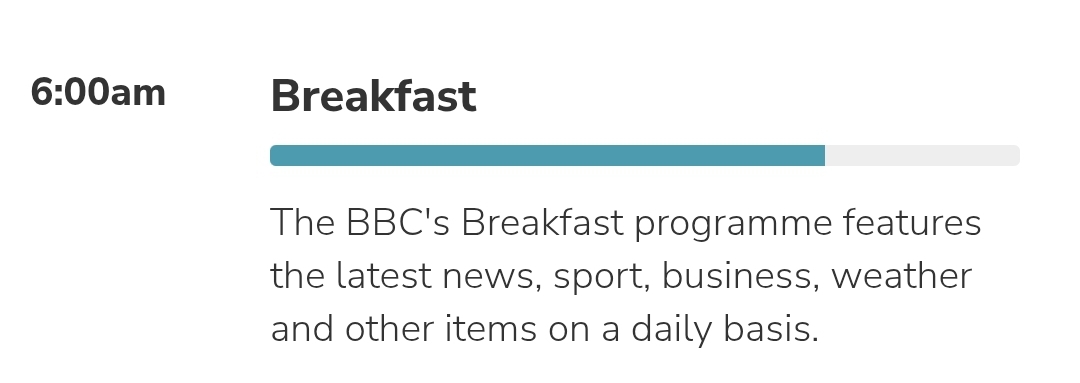 6:00am Breakfast
The BBC's Breakfast programme features
the latest news, sport, business, weather
and other items on a daily basis.